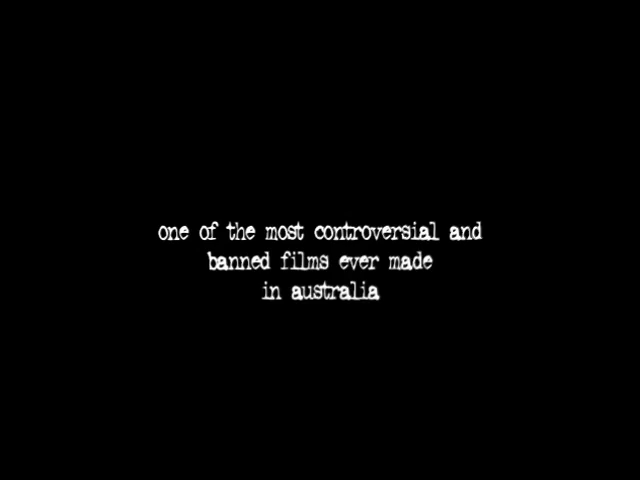 one of the most controversial and
banned films ever made
in australia